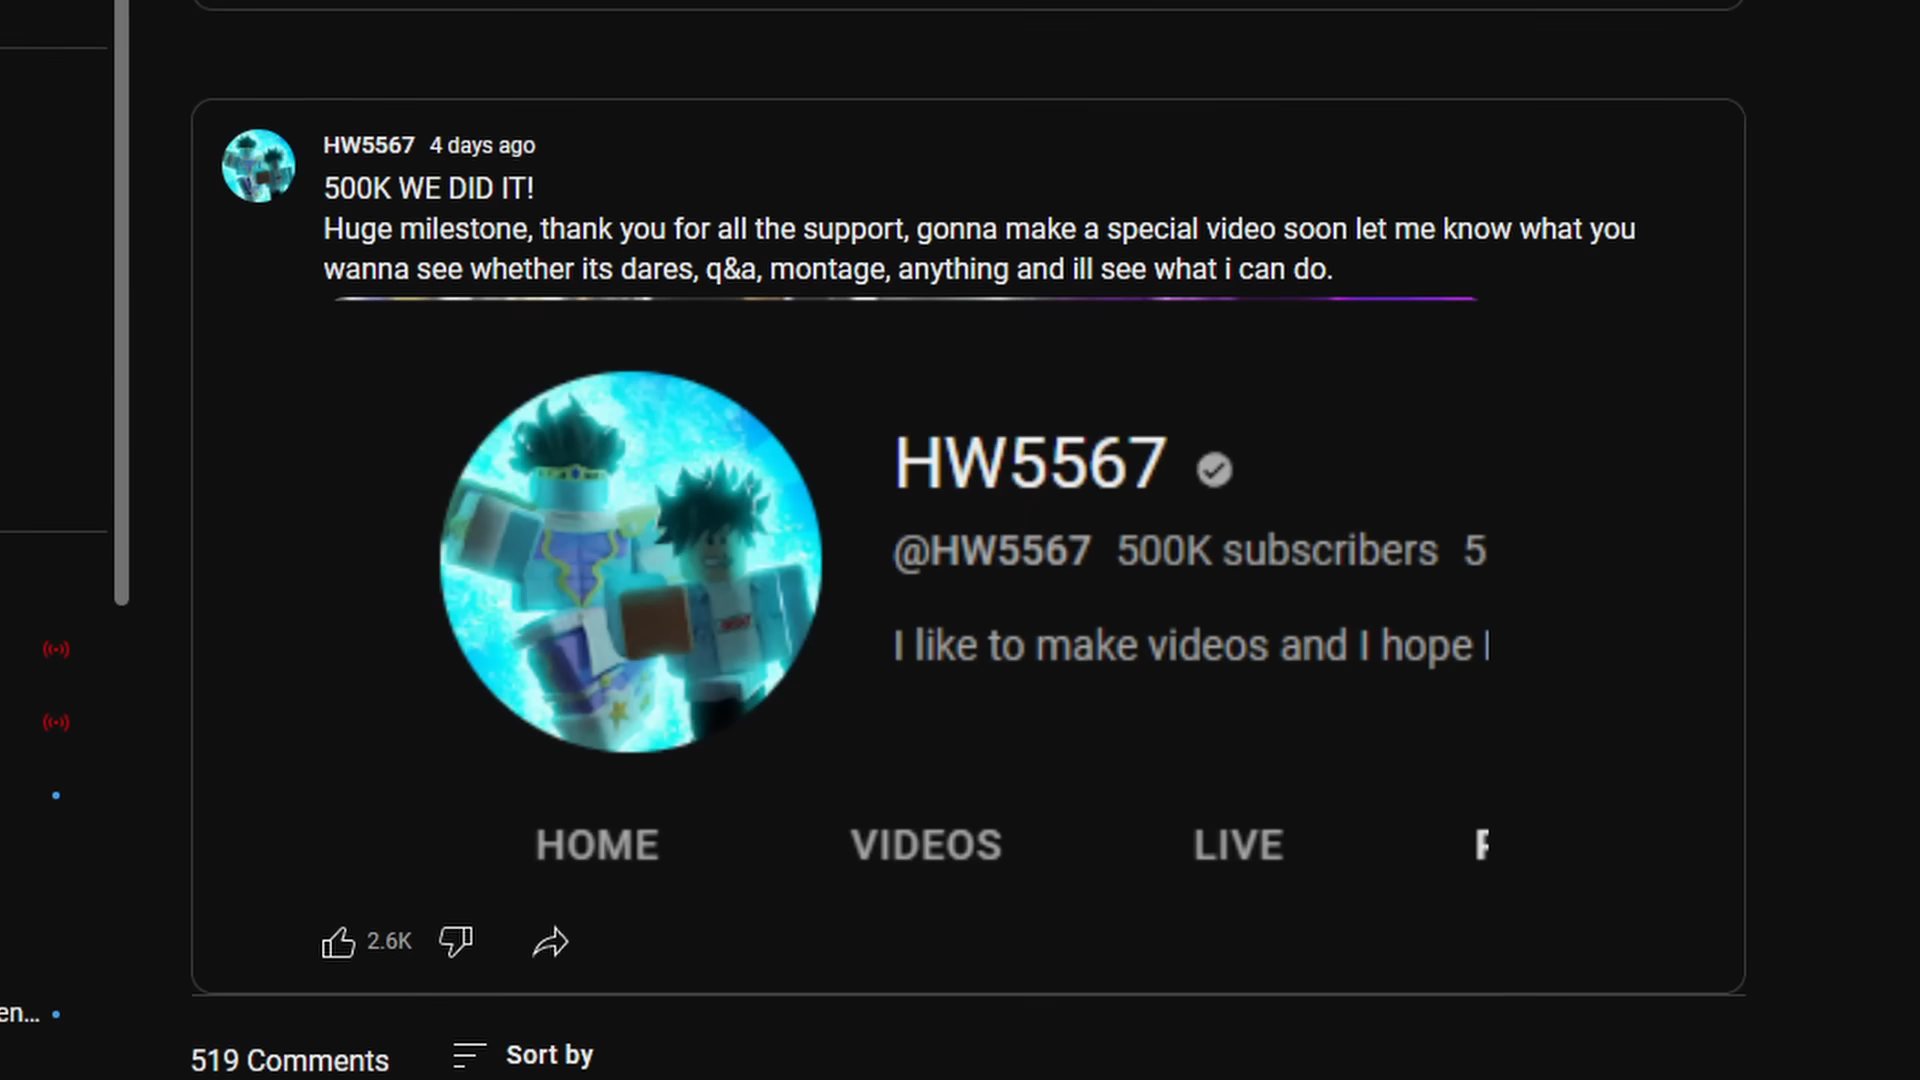 HW5567 4 days ago
500K WE DID IT!
Huge milestone, thank you for all the support, gonna make a special video soon let me know what you
wanna see whether its dares, q&a, montage, anything and ill see what i can do.
HW5567
@HW5567 500K subscribers 5
I like to make videos and I hope
HOME VIDEOS LIVE
2.6K
en...
519 Comments Sort by